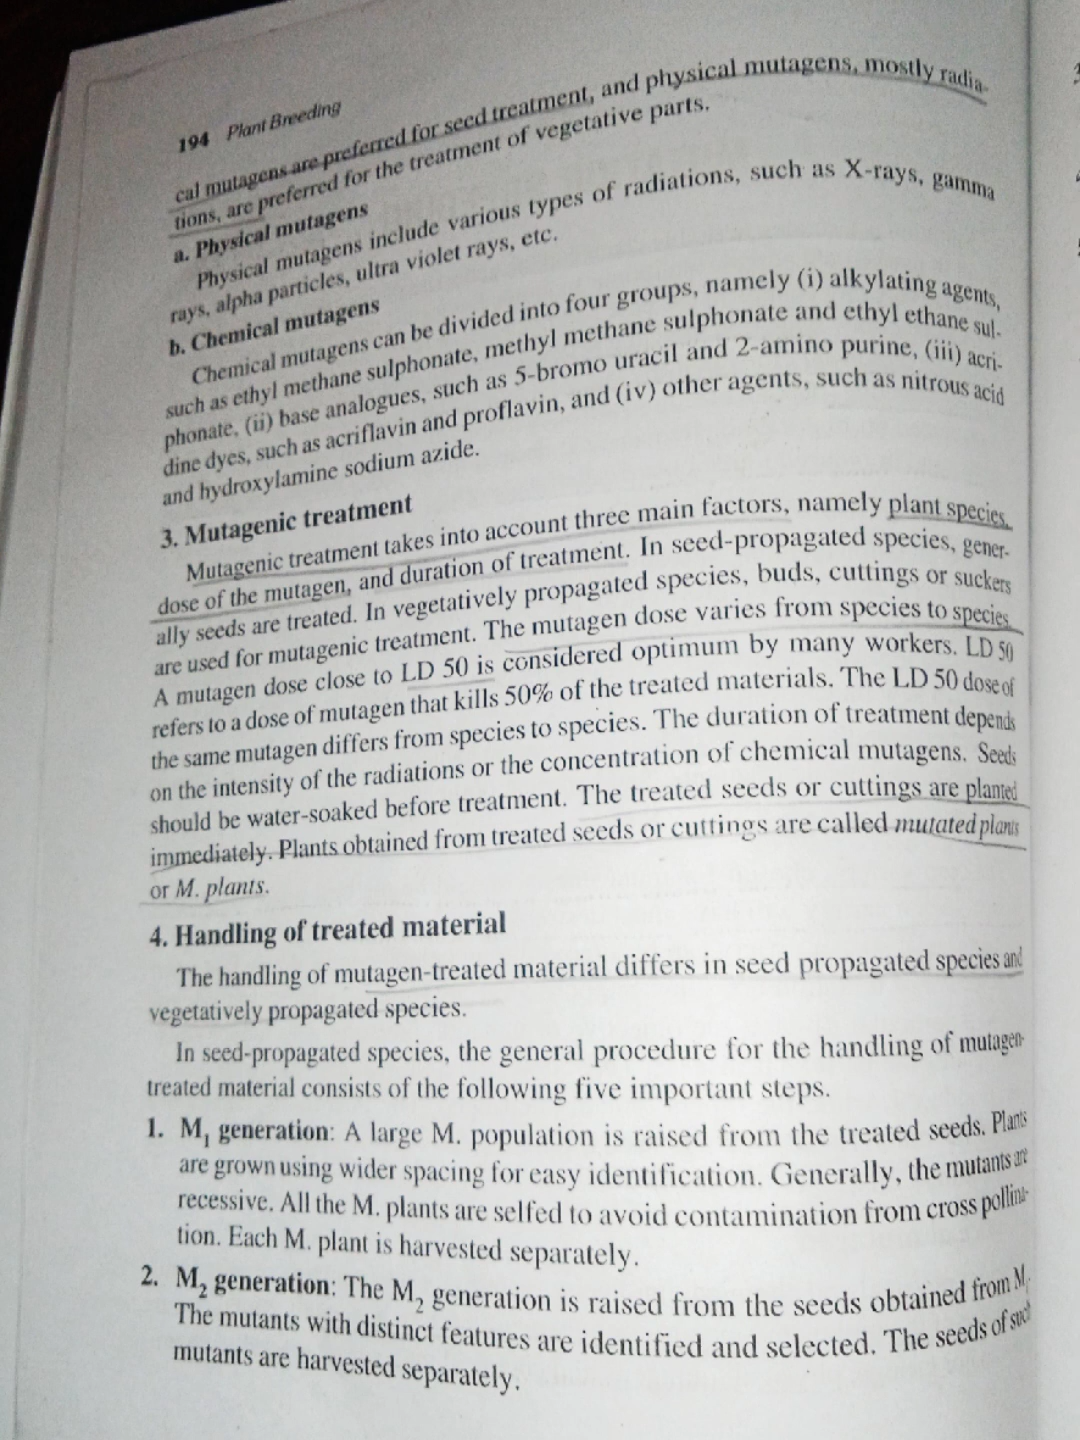 194 Plant Breeding
cal mutagens are preferred for seed treatment, and physical mutagens, mostly radia-
tions, are preferred for the treatment of vegetative parts.
a. Physical mutagens
Physical mutagens include various types of radiations, such as X-rays, gamma
rays, alpha particles, ultra violet rays, etc.
b. Chemical mutagens
Chemical mutagens can be divided into four groups, namely (i) alkylating agents,
such as ethyl methane sulphonate, methyl methane sulphonate and ethyl ethane sul-
phonate, (ii) base analogues, such as 5-bromo uracil and 2-amino purine, (iii) acri-
dine dyes, such as acriflavin and proflavin, and (iv) other agents, such as nitrous acid
and hydroxylamine sodium azide.
3. Mutagenic treatment
Mutagenic treatment takes into account three main factors, namely plant species,
dose of the mutagen, and duration of treatment. In seed-propagated species, gener-
ally seeds are treated. In vegetatively propagated species, buds, cuttings or suckers
are used for mutagenic treatment. The mutagen dose varies from species to species.
A mutagen dose close to LD 50 is considered optimum by many workers. LD 50
refers to a dose of mutagen that kills 50% of the treated materials. The LD 50 dose of
the same mutagen differs from species to species. The duration of treatment depends
on the intensity of the radiations or the concentration of chemical mutagens. Seeds
should be water-soaked before treatment. The treated seeds or cuttings are planted
immediately. Plants obtained from treated seeds or cuttings are called mutated plants
or M. plants.
4. Handling of treated material
The handling of mutagen-treated material differs in seed propagated species and
vegetatively propagated species.
In seed-propagated species, the general procedure for the handling of mutagen-
treated material consists of the following five important steps.
1. M₁ generation: A large M. population is raised from the treated seeds. Plants
are grown using wider spacing for easy identification. Generally, the mutants are
recessive. All the M. plants are selfed to avoid contamination from cross pollina-
tion. Each M. plant is harvested separately.
2. M₂ generation: The M₂ generation is raised from the seeds obtained from M.
The mutants with distinct features are identified and selected. The seeds of such
mutants are harvested separately.